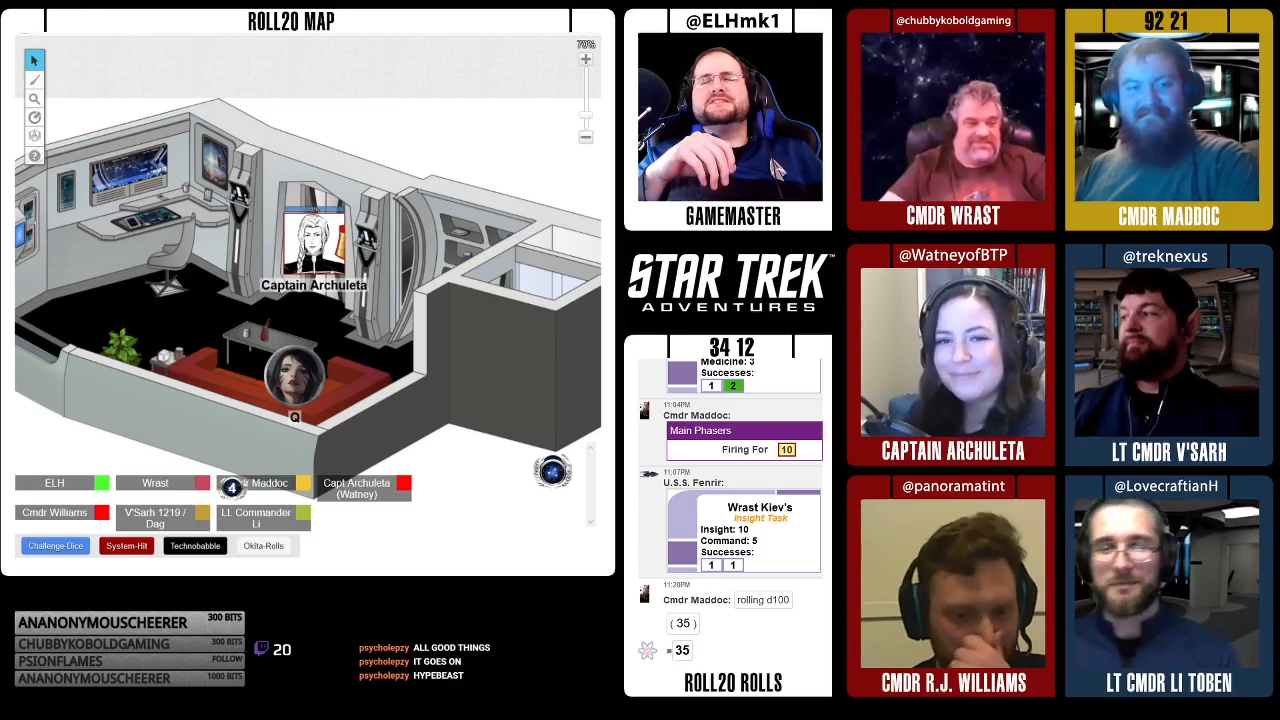 ROLL20 MAP
70%
Captain Archuleta
Q
ELH
Wrast
4
dr Maddoc
Capt Archuleta
(Watney)
Cmdr Williams
V'Sarh 1219 /
Dag
Lt. Commander
Li
Challenge-Dice
System-Hit
Technobabble
Okita-Rolls
ANANONYMOUSCHEERER 300 BITS
CHUBBYKOBOLDGAMING 300 BITS
PSIONFLAMES FOLLOW
ANANONYMOUSCHEERER 1000 BITS
20
psycholepzy ALL GOOD THINGS
psycholepzy IT GOES ON
psycholepzy HYPEBEAST
@ELHmk1
GAMEMASTER
STAR TREK™
ADVENTURES
34 12
Medicine: 3
Successes:
1 2
11:04PM
Cmdr Maddoc:
Main Phasers
Firing For 10
11:07PM
U.S.S. Fenrir:
Wrast Kiev's
Insight Task
Insight: 10
Command: 5
Successes:
1 1
11:20PM
Cmdr Maddoc: rolling d100
( 35 )
= 35
ROLL20 ROLLS
@chubbykoboldgaming
CMDR WRAST
92 21
CMDR MADDOC
@WatneyofBTP
CAPTAIN ARCHULETA
@treknexus
LT CMDR V'SARH
@panoramatint
CMDR R.J. WILLIAMS
@LovecraftianH
LT CMDR LI TOBEN